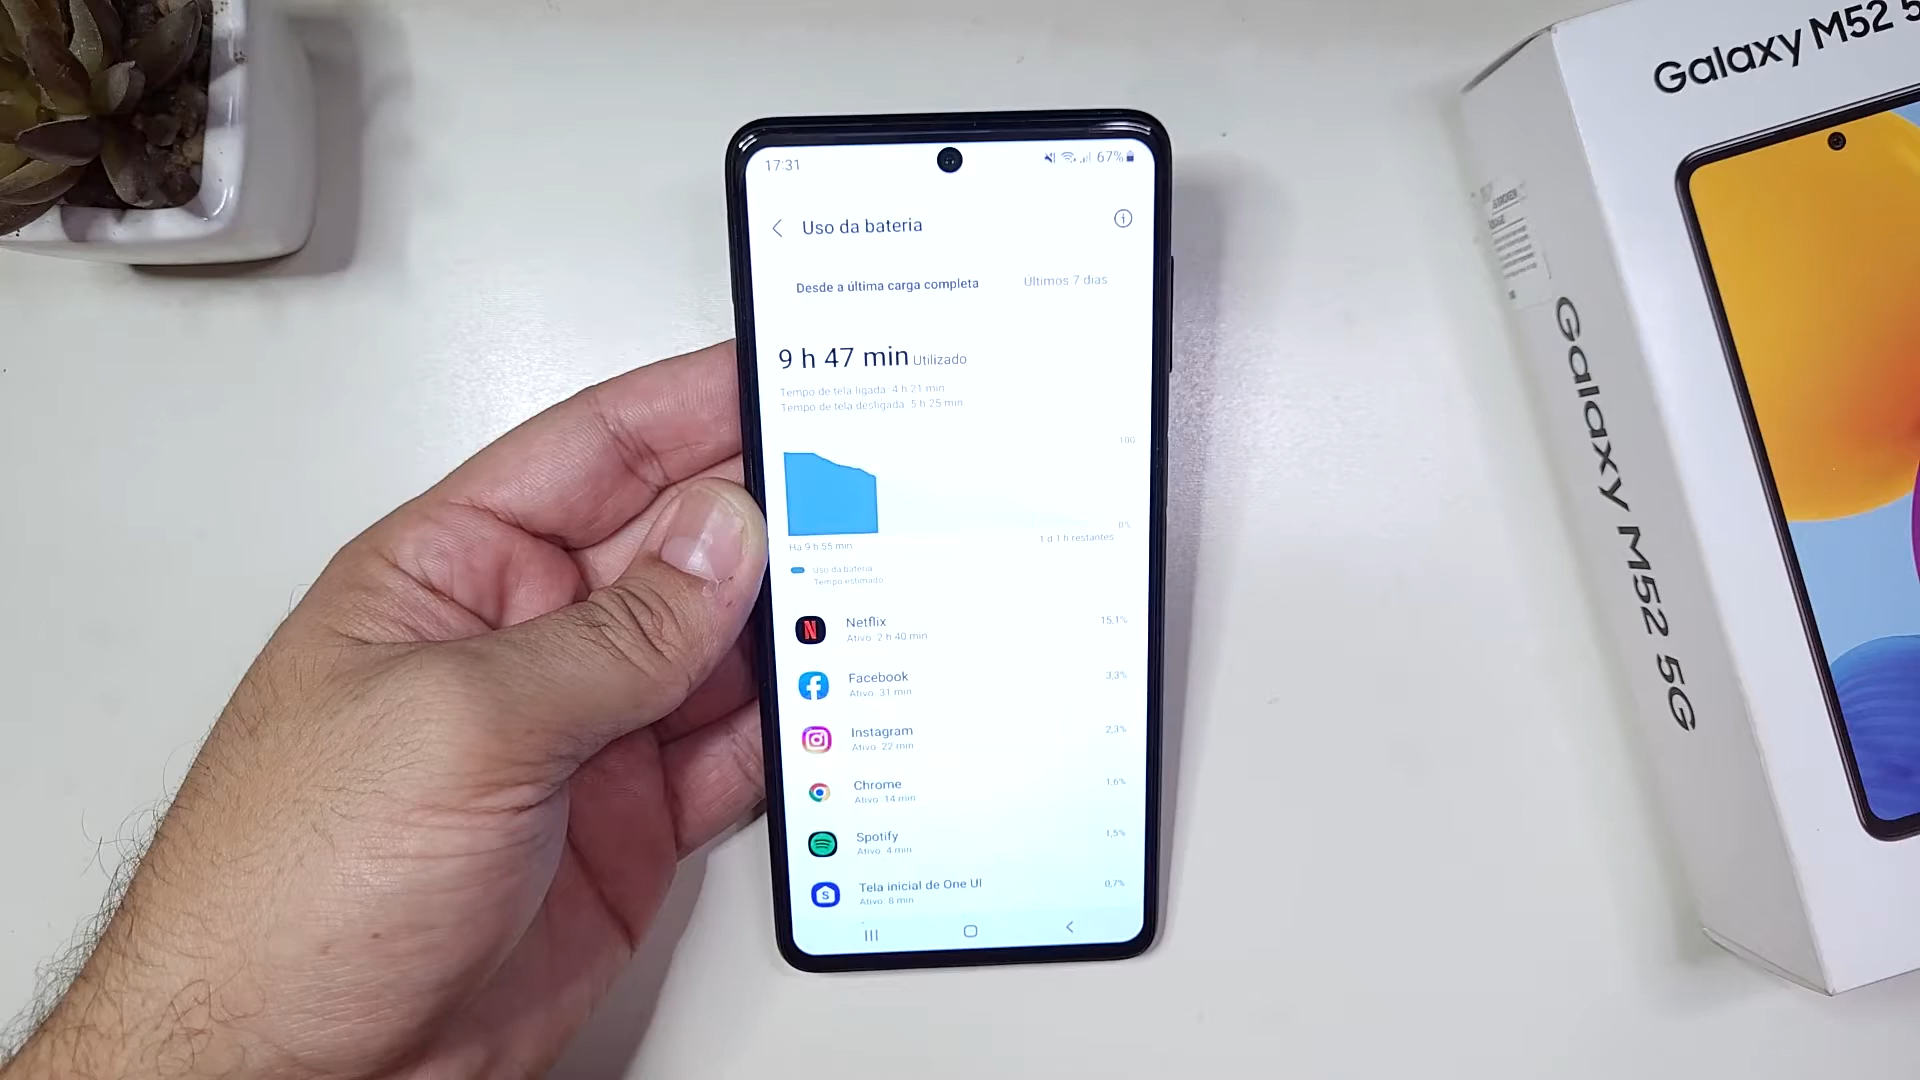 17:31
67%
Uso da bateria
Desde a última carga completa
Últimos 7 dias
9 h 47 min Utilizado
Tempo de tela ligada: 4 h 21 min
Tempo de tela desligada: 5 h 25 min
100
0%
Há 9 h 55 min
1 d 1 h restantes
Uso da bateria
Tempo estimado
Netflix
15,1%
Ativo: 2 h 40 min
Facebook
3,3%
Ativo: 31 min
Instagram
2,3%
Ativo: 22 min
Chrome
1,6%
Ativo: 14 min
Spotify
1,5%
Ativo: 4 min
Tela inicial de One UI
0,7%
Ativo: 8 min
Galaxy M52 5
Galaxy M52 5G